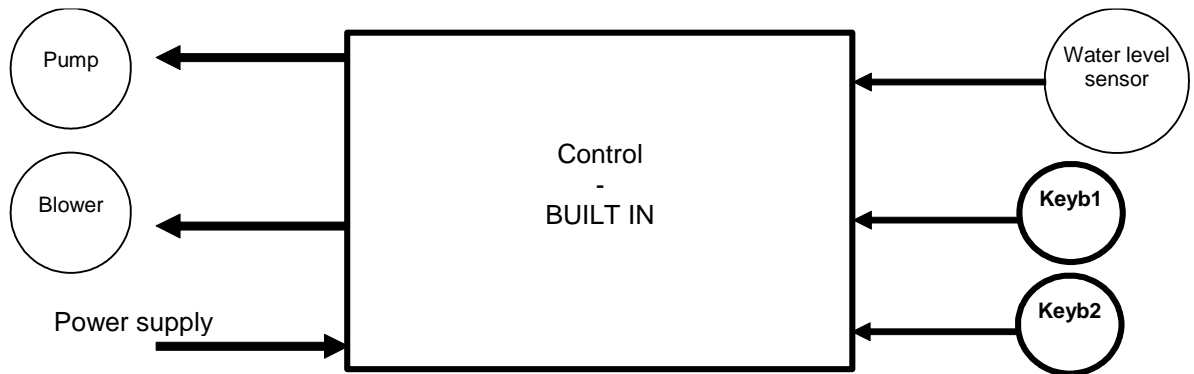 Pump
Water level
sensor
Control
-
BUILT IN
Blower
Keyb1
Power supply
Keyb2